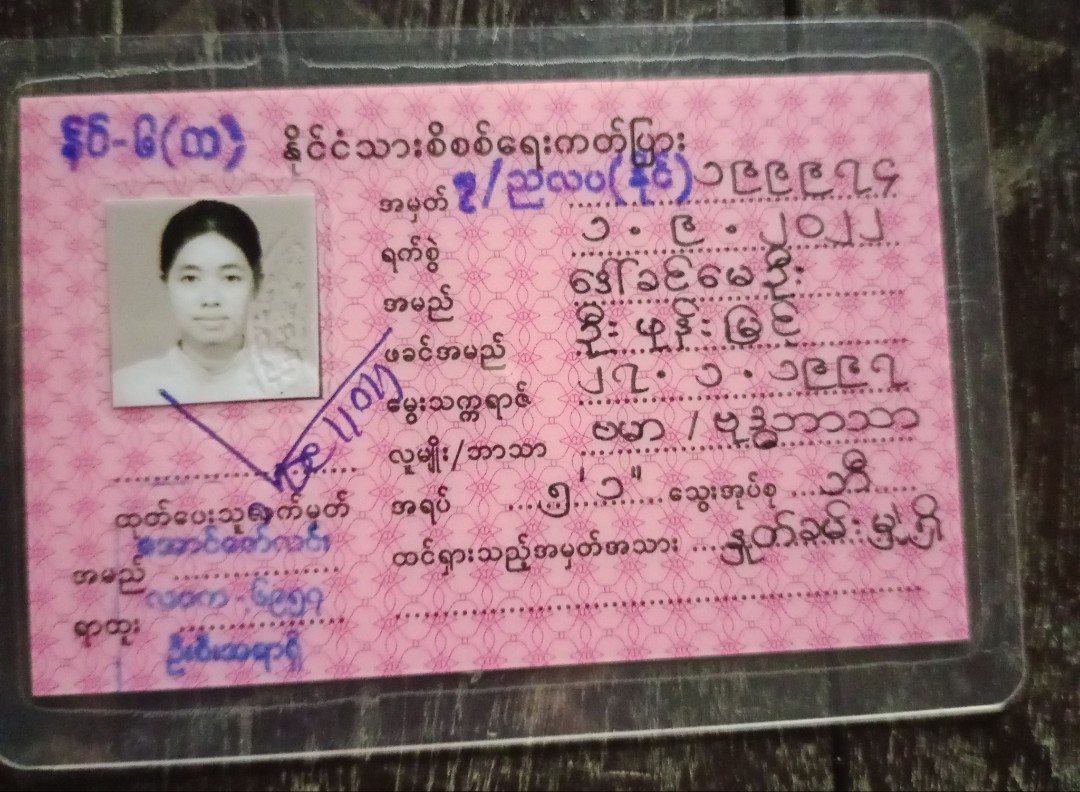 နိုင်ငံသားစိစစ်ရေးကတ်ပြား
အမှတ် ၇/ညလပ(နိုင်)၁၉၉၉၇၄
ရက်စွဲ ၁.၉.၂၀၂၂
အမည် ဒေါ်ခင်မေဦး
ဖခင်အမည် ဦးဟုန်းမြင့်
မွေးသက္ကရာဇ် ၂၇.၁.၁၉၉၇
လူမျိုး/ဘာသာ ဗမာ / ဗုဒ္ဓဘာသာ
အရပ် ၅'၁" သွေးအုပ်စု ဘီ
ထင်ရှားသည့်အမှတ်အသား နှုတ်ခမ်းမှဲ့ရှိ
ထုတ်ပေးသူလက်မှတ်
အောင်ဇော်လင်း
အမည်
လဝက - ၆၉၅၇
ရာထူး
ဦးစီးအရာရှိ